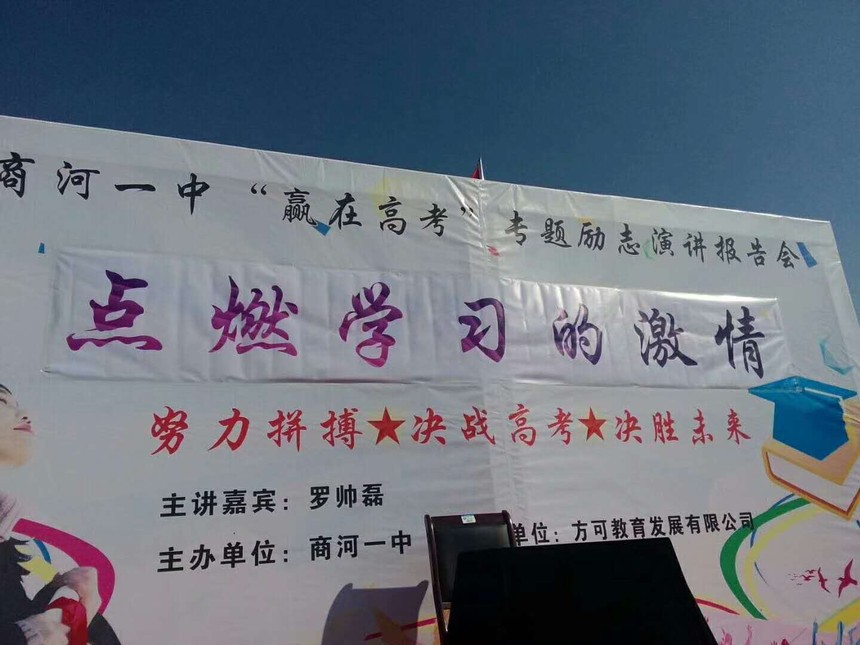 商河一中“赢在高考”专题励志演讲报告会
点燃学习的激情
努力拼搏★决战高考★决胜未来
主讲嘉宾：罗帅磊
主办单位：商河一中 单位：方可教育发展有限公司